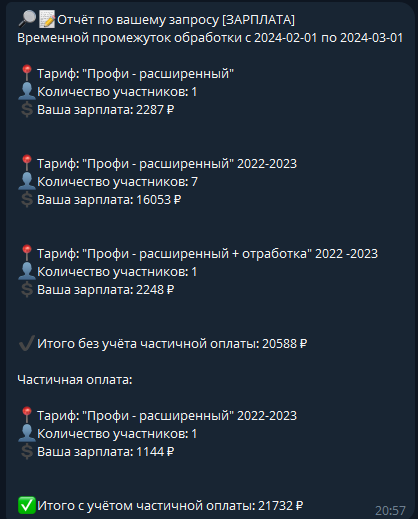 🔎📝Отчёт по вашему запросу [ЗАРПЛАТА]
Временной промежуток обработки с 2024-02-01 по 2024-03-01
📍Тариф: "Профи - расширенный"
👤Количество участников: 1
💲Ваша зарплата: 2287 ₽
📍Тариф: "Профи - расширенный" 2022-2023
👤Количество участников: 7
💲Ваша зарплата: 16053 ₽
📍Тариф: "Профи - расширенный + отработка" 2022 -2023
👤Количество участников: 1
💲Ваша зарплата: 2248 ₽
✔️Итого без учёта частичной оплаты: 20588 ₽
Частичная оплата:
📍Тариф: "Профи - расширенный" 2022-2023
👤Количество участников: 1
💲Ваша зарплата: 1144 ₽
✅Итого с учётом частичной оплаты: 21732 ₽
20:57